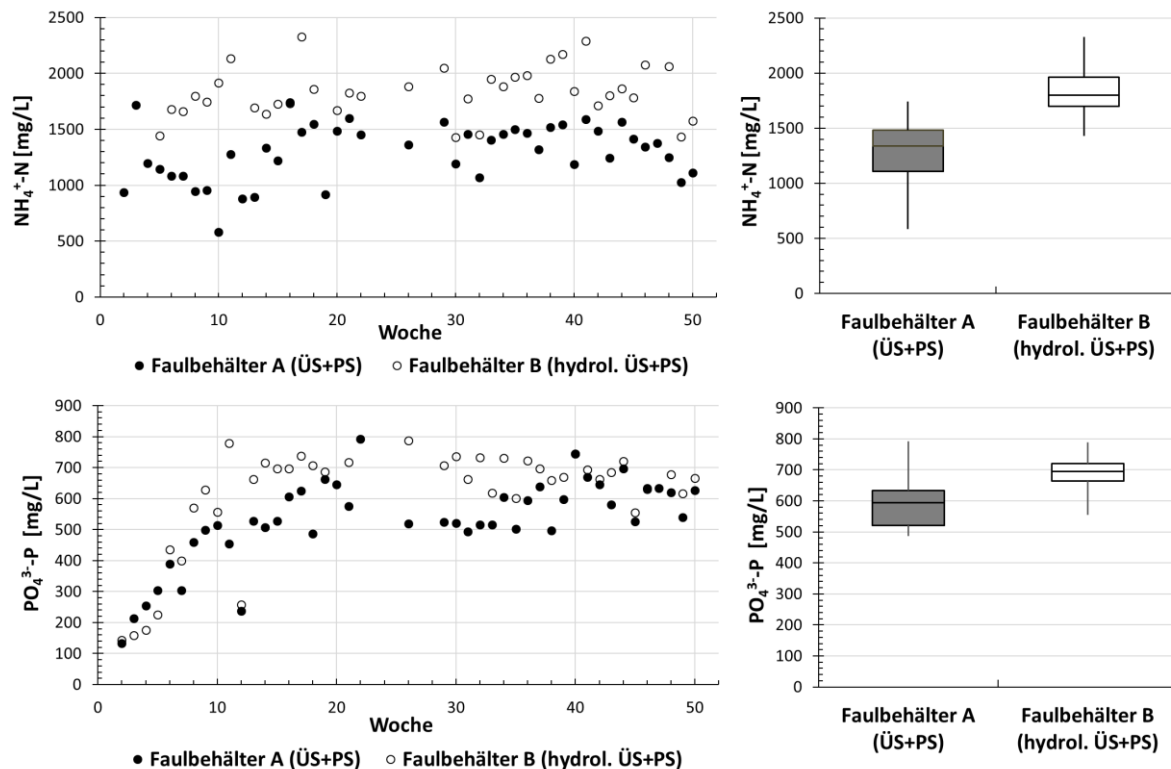 2500
2000
1500
1000
500
0
NH₄⁺-N [mg/L]
0 10 20 30 40 50
Woche
● Faulbehälter A (ÜS+PS) ○ Faulbehälter B (hydrol. ÜS+PS)
2500
2000
1500
1000
500
0
NH₄⁺-N [mg/L]
Faulbehälter A
(ÜS+PS)
Faulbehälter B
(hydrol. ÜS+PS)
900
800
700
600
500
400
300
200
100
0
PO₄³⁻-P [mg/L]
0 10 20 30 40 50
Woche
● Faulbehälter A (ÜS+PS) ○ Faulbehälter B (hydrol. ÜS+PS)
900
800
700
600
500
400
300
200
100
0
PO₄³⁻-P [mg/L]
Faulbehälter A
(ÜS+PS)
Faulbehälter B
(hydrol. ÜS+PS)